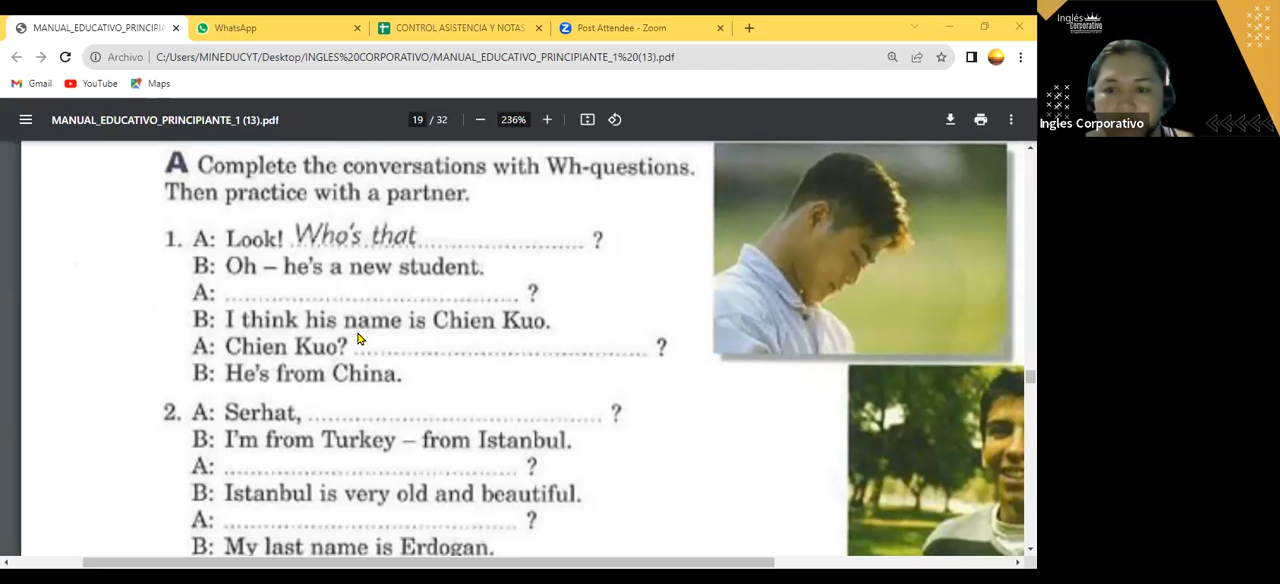 MANUAL_EDUCATIVO_PRINCIPIA
WhatsApp
CONTROL ASISTENCIA Y NOTAS
Post Attendee - Zoom
Archivo
C:/Users/MINEDUCYT/Desktop/INGLES%20CORPORATIVO/MANUAL_EDUCATIVO_PRINCIPIANTE_1%20(13).pdf
Gmail
YouTube
Maps
MANUAL_EDUCATIVO_PRINCIPIANTE_1 (13).pdf
19 / 32
236%
A Complete the conversations with Wh-questions.
Then practice with a partner.
1. A: Look! Who's that ?
B: Oh – he's a new student.
A: ?
B: I think his name is Chien Kuo.
A: Chien Kuo? ?
B: He's from China.
2. A: Serhat, ?
B: I'm from Turkey – from Istanbul.
A: ?
B: Istanbul is very old and beautiful.
A: ?
B: My last name is Erdogan.
Inglés
Corporativo
Ingles Corporativo